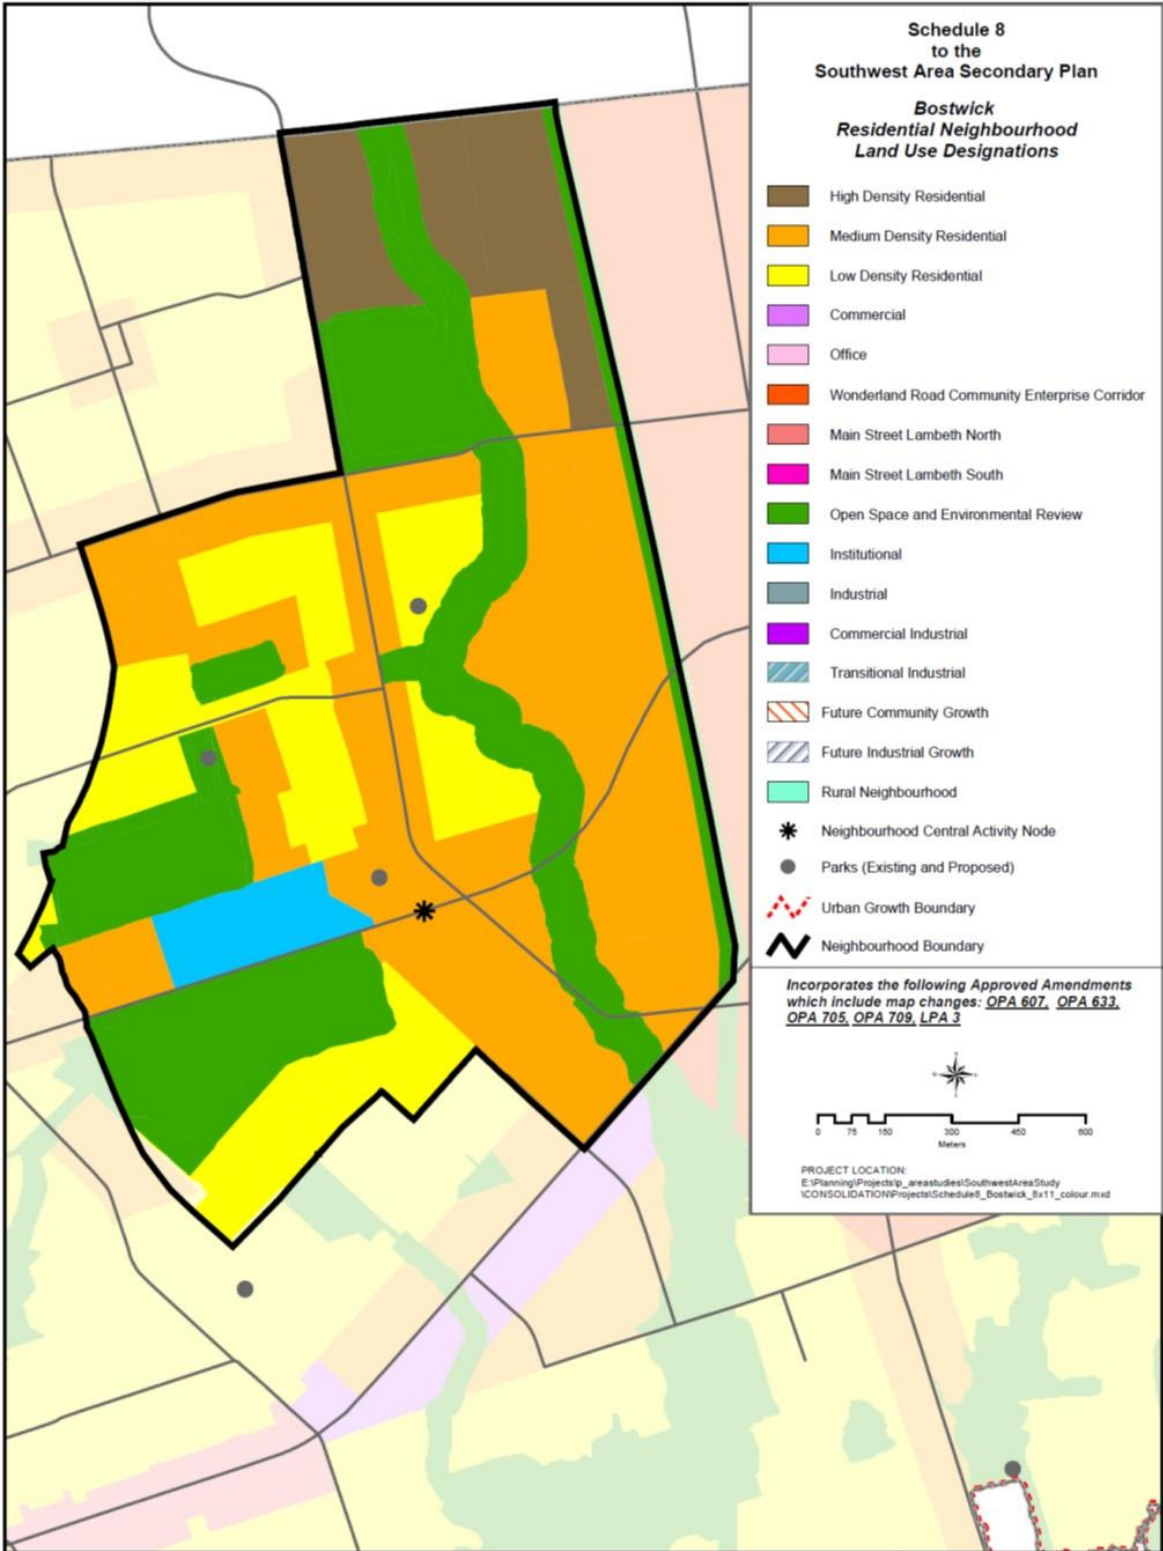 Schedule 8
to the
Southwest Area Secondary Plan
Bostwick
Residential Neighbourhood
Land Use Designations
High Density Residential
Medium Density Residential
Low Density Residential
Commercial
Office
Wonderland Road Community Enterprise Corridor
Main Street Lambeth North
Main Street Lambeth South
Open Space and Environmental Review
Institutional
Industrial
Commercial Industrial
Transitional Industrial
Future Community Growth
Future Industrial Growth
Rural Neighbourhood
Neighbourhood Central Activity Node
Parks (Existing and Proposed)
Urban Growth Boundary
Neighbourhood Boundary
Incorporates the following Approved Amendments
which include map changes: OPA 607, OPA 633,
OPA 705, OPA 709, LPA 3
0 75 150 300 450 600
Meters
PROJECT LOCATION:
E:\Planning\Projects\p_areastudies\SouthwestAreaStudy
\CONSOLIDATION\Projects\Schedule8_Bostwick_8x11_colour.mxd